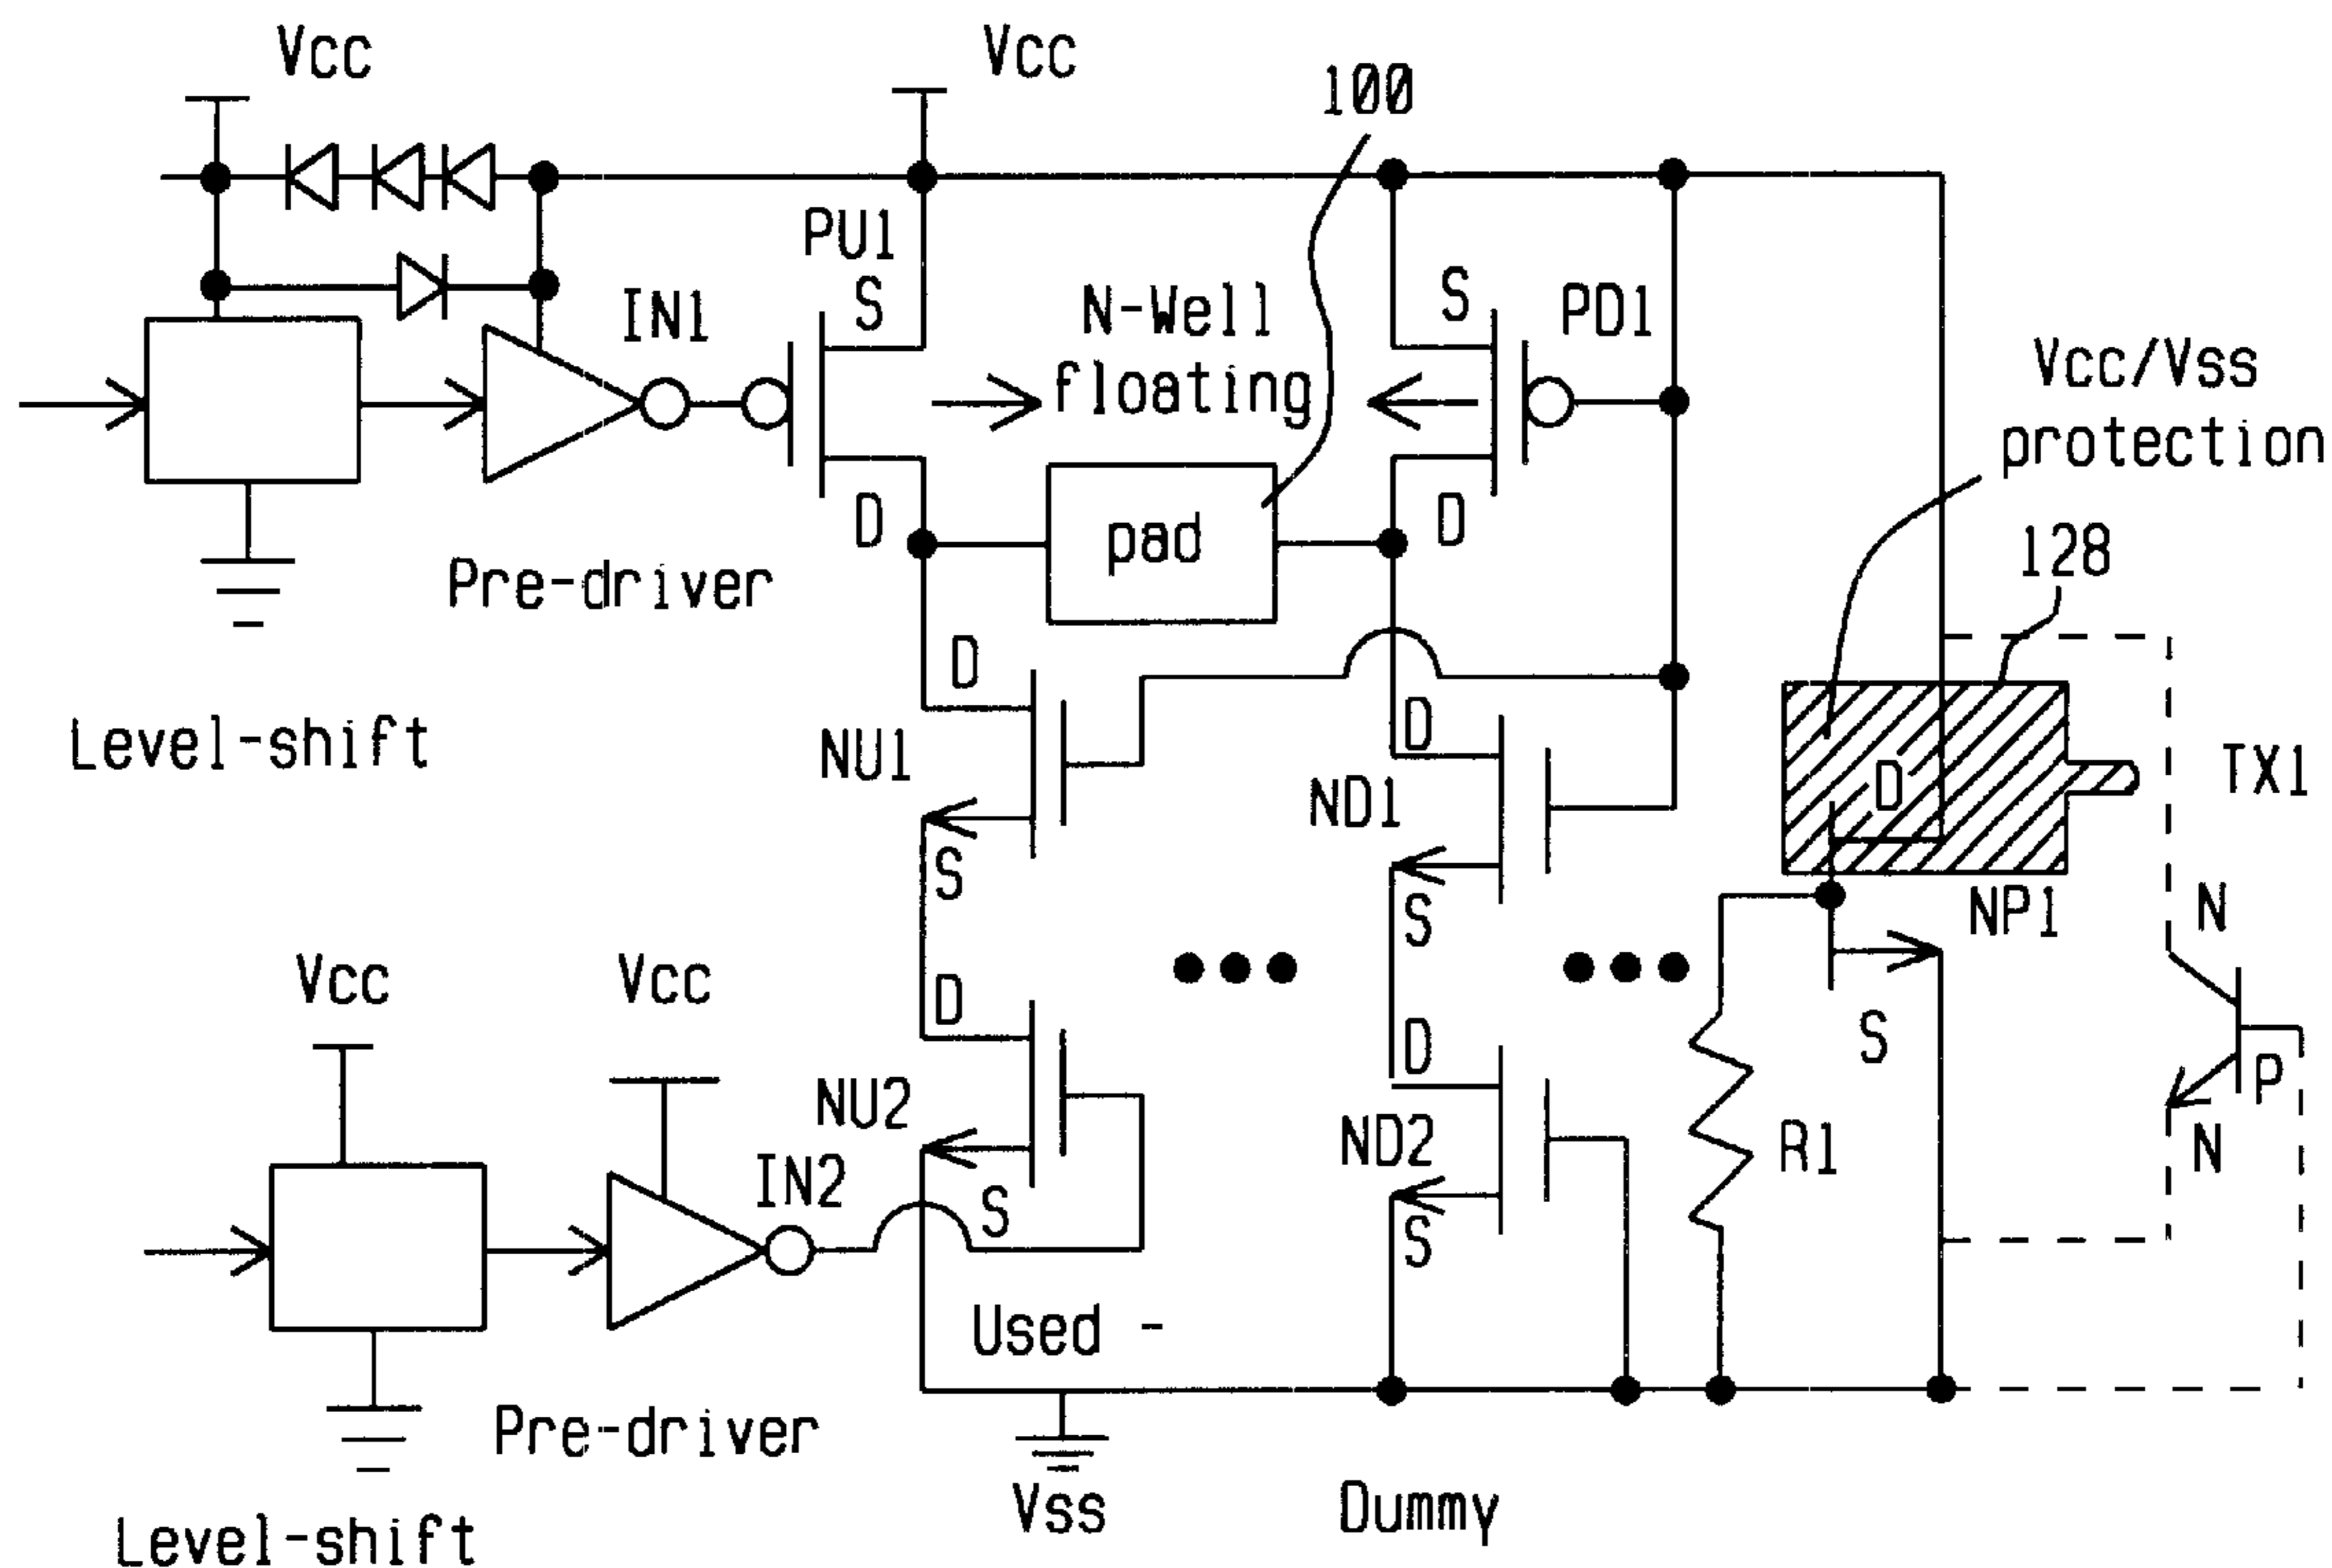 Vcc
Vcc
100
PU1
S
IN1
N-Well
floating
S
PD1
Vcc/Vss
protection
D
pad
D
128
Pre-driver
D
Level-shift
NU1
D
ND1
D
TX1
S
S
NP1
N
Vcc
Vcc
D
D
S
P
NU2
ND2
R1
N
IN2
S
S
Used -
Pre-driver
Vss
Dummy
Level-shift